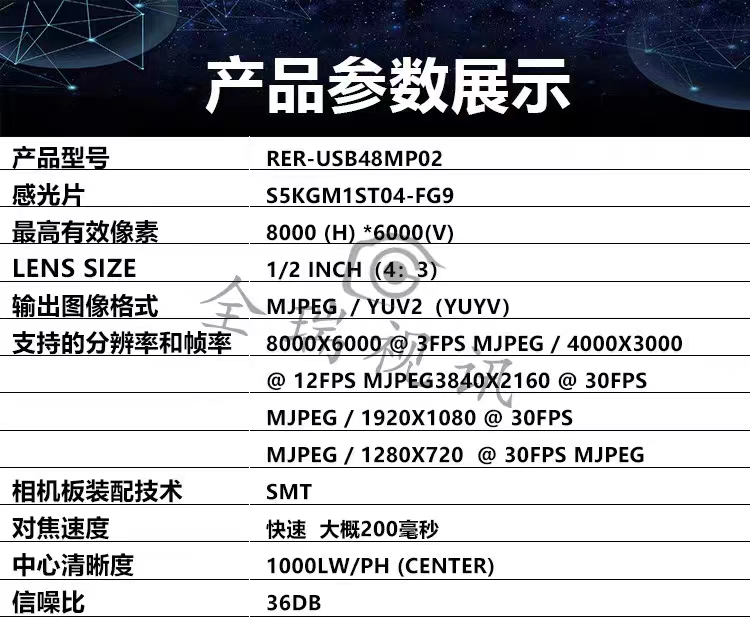 产品参数展示
产品型号 RER-USB48MP02
感光片 S5KGM1ST04-FG9
最高有效像素 8000 (H) *6000(V)
LENS SIZE 1/2 INCH（4：3）
输出图像格式 MJPEG / YUV2（YUYV）
支持的分辨率和帧率 8000X6000 @ 3FPS MJPEG / 4000X3000
@ 12FPS MJPEG3840X2160 @ 30FPS
MJPEG / 1920X1080 @ 30FPS
MJPEG / 1280X720 @ 30FPS MJPEG
相机板装配技术 SMT
对焦速度 快速 大概200毫秒
中心清晰度 1000LW/PH (CENTER)
信噪比 36DB
全瑞视讯